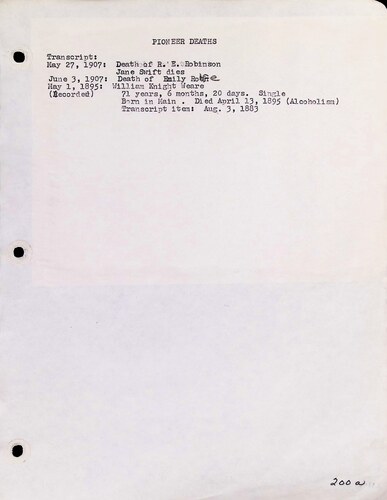 PIONEER DEATHS
Transcript:
May 27, 1907: Death of R. E. Robinson
Jane Swift dies
June 3, 1907: Death of Emily
May 1, 1895: William Knight Weare
(Recorded) 71 years, 6 months, 20 days. Single
Born in Main . Died April 13, 1895 (Alcoholism)
Transcript item: Aug. 3, 1883
200 a